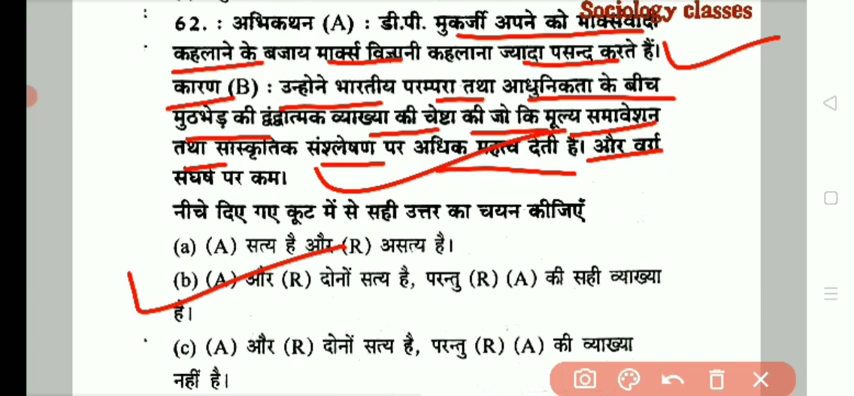 Sociology classes
62. : अभिकथन (A) : डी.पी. मुकर्जी अपने को मार्क्सवादी
कहलाने के बजाय मार्क्स विज्ञानी कहलाना ज्यादा पसन्द करते हैं।
कारण (B) : उन्होने भारतीय परम्परा तथा आधुनिकता के बीच
मुठभेड़ की द्वंद्वात्मक व्याख्या की चेष्टा की जो कि मूल्य समावेशन
तथा सांस्कृतिक संश्लेषण पर अधिक महत्व देती है। और वर्ग
संघर्ष पर कम।
नीचे दिए गए कूट में से सही उत्तर का चयन कीजिएँ
(a) (A) सत्य है और (R) असत्य है।
(b) (A) और (R) दोनों सत्य है, परन्तु (R) (A) की सही व्याख्या
है।
(c) (A) और (R) दोनों सत्य है, परन्तु (R) (A) की व्याख्या
नहीं है।